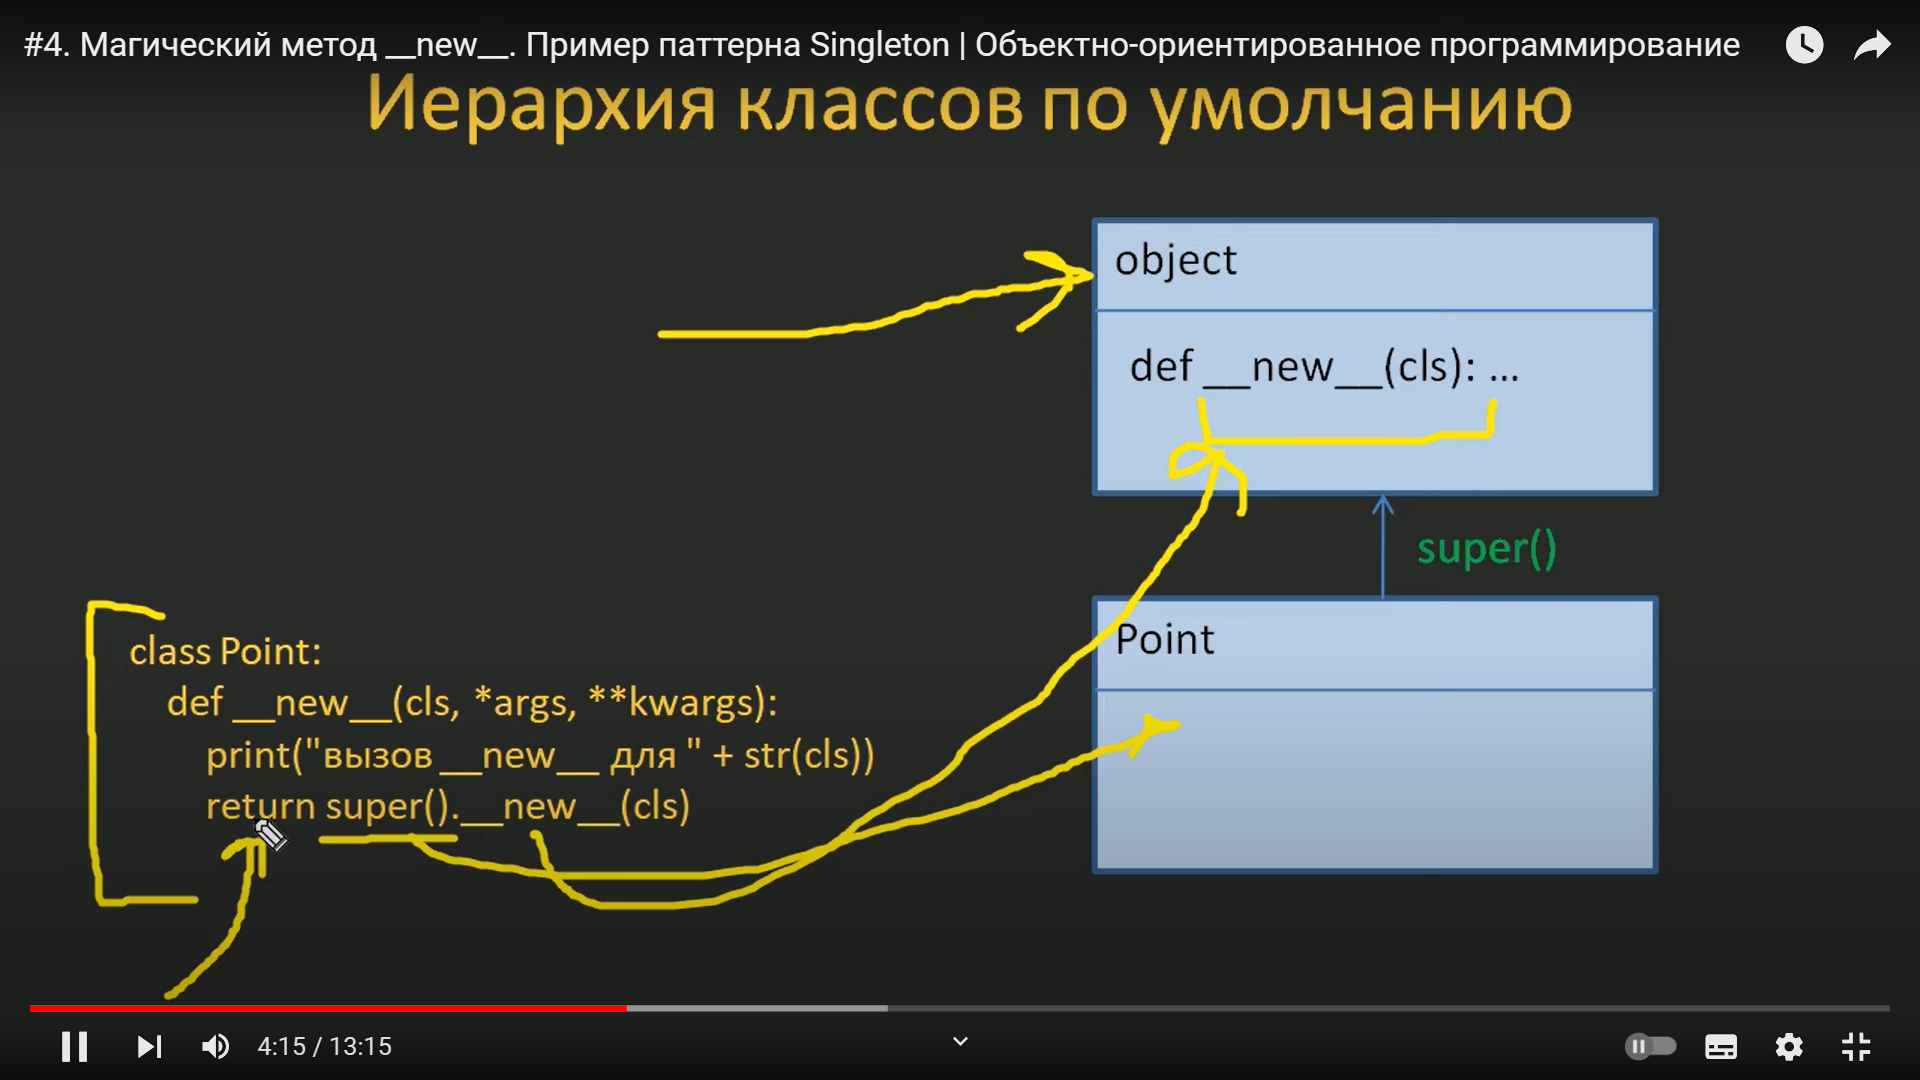 #4. Магический метод __new__. Пример паттерна Singleton | Объектно-ориентированное программирование
Иерархия классов по умолчанию
object
def __new__(cls): ...
super()
Point
class Point:
def __new__(cls, *args, **kwargs):
print("вызов __new__ для " + str(cls))
return super().__new__(cls)
4:15 / 13:15